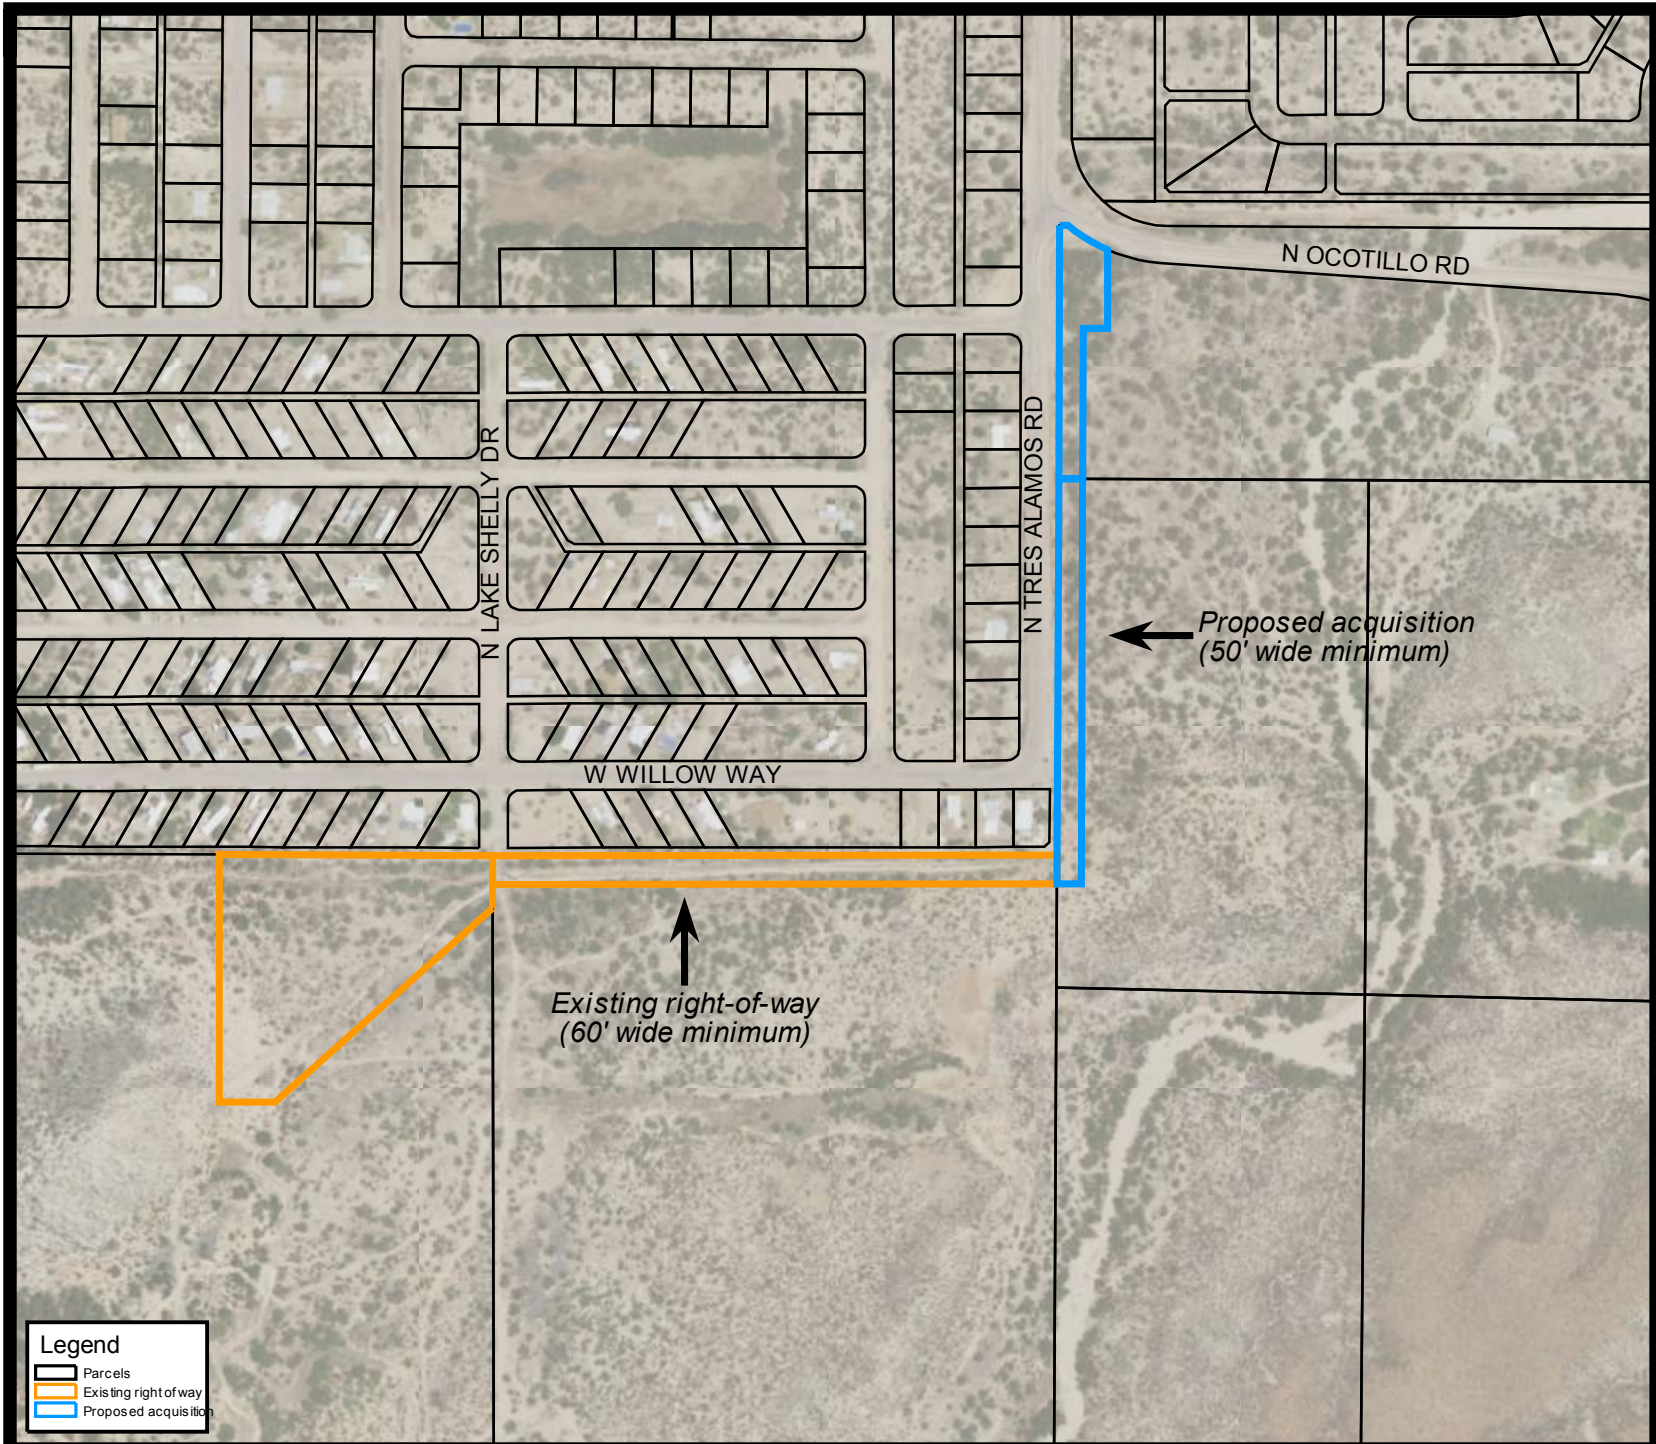 N OCOTILLO RD
N TRES ALAMOS RD
N LAKE SHELLY DR
Proposed acquisition
(50' wide minimum)
W WILLOW WAY
Existing right-of-way
(60' wide minimum)
Legend
Parcels
Existing right of way
Proposed acquisition